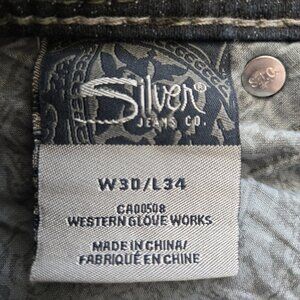 Silver®
JEANS CO.
W30/L34
CA00508
WESTERN GLOVE WORKS
MADE IN CHINA/
FABRIQUÉ EN CHINE